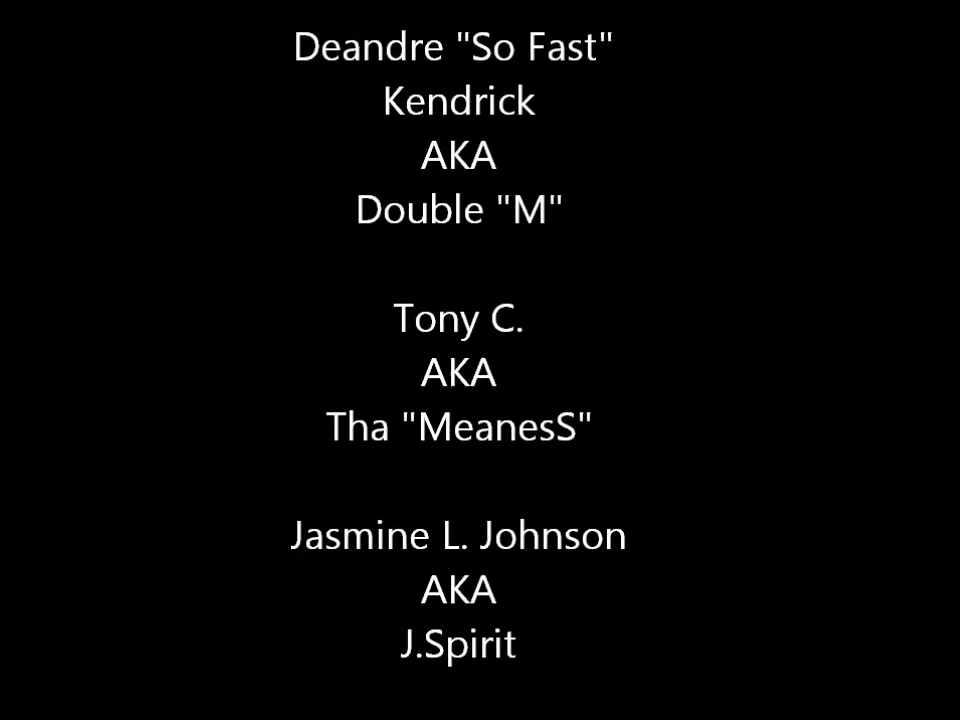 Deandre "So Fast"
Kendrick
AKA
Double "M"
Tony C.
AKA
Tha "MeanesS"
Jasmine L. Johnson
AKA
J.Spirit